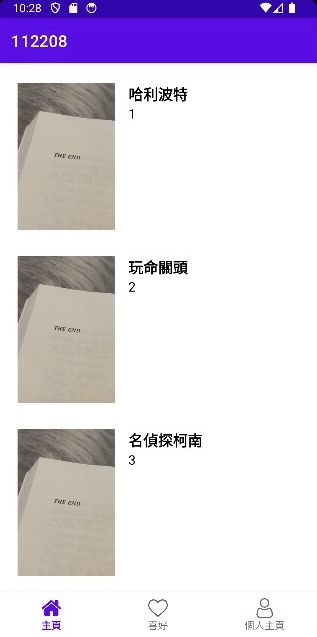 10:28
112208
哈利波特
1
THE END
玩命關頭
2
THE END
名偵探柯南
3
THE END
主頁
喜好
個人主頁